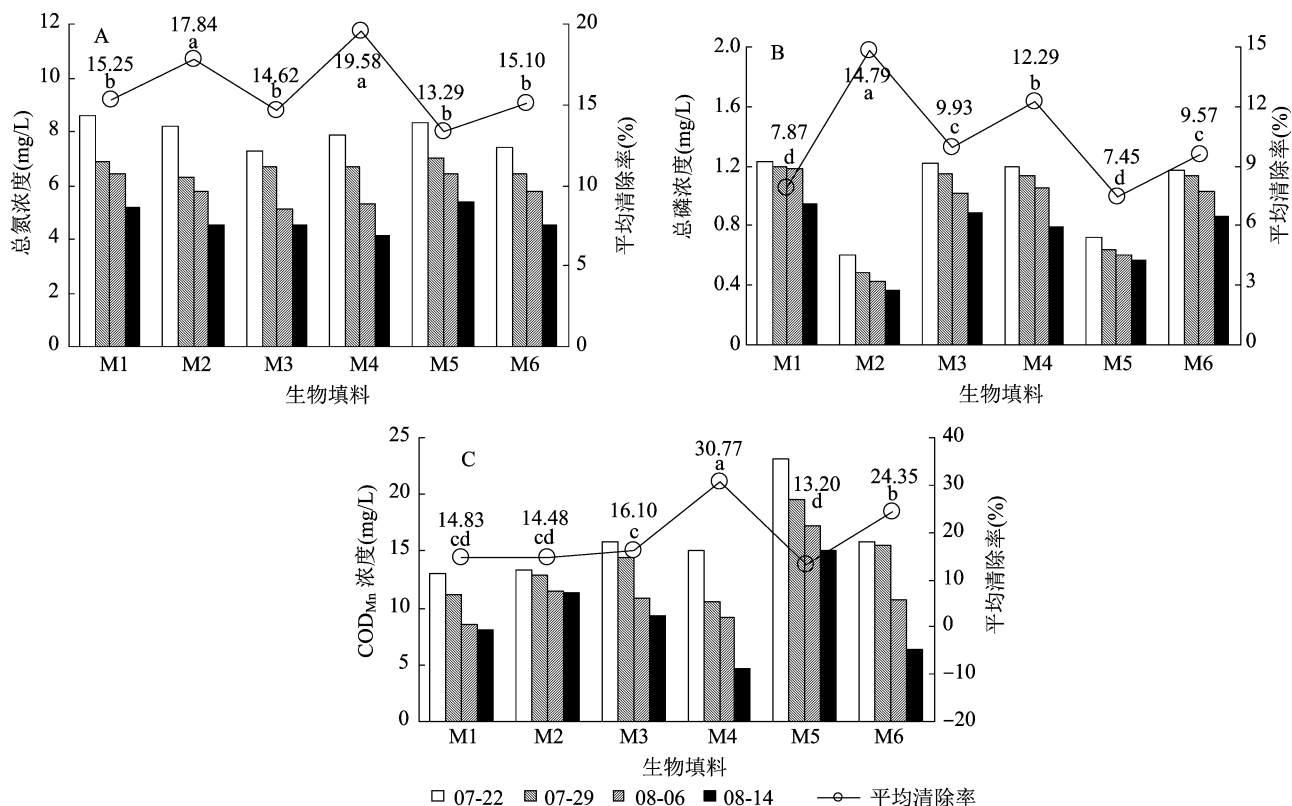 A
总氮浓度(mg/L)
12
10
8
6
4
2
0
15.25
b
17.84
a
14.62
b
19.58
a
13.29
b
15.10
b
20
15
10
5
0
平均清除率(%)
M1 M2 M3 M4 M5 M6
生物填料
B
总磷浓度(mg/L)
2.0
1.6
1.2
0.8
0.4
0
7.87
d
14.79
a
9.93
c
12.29
b
7.45
d
9.57
c
15
12
9
6
3
0
平均清除率(%)
M1 M2 M3 M4 M5 M6
生物填料
C
CODMn 浓度(mg/L)
25
20
15
10
5
0
14.83
cd
14.48
cd
16.10
c
30.77
a
13.20
d
24.35
b
40
30
20
10
0
−10
−20
平均清除率(%)
M1 M2 M3 M4 M5 M6
生物填料
07-22 07-29 08-06 08-14 平均清除率